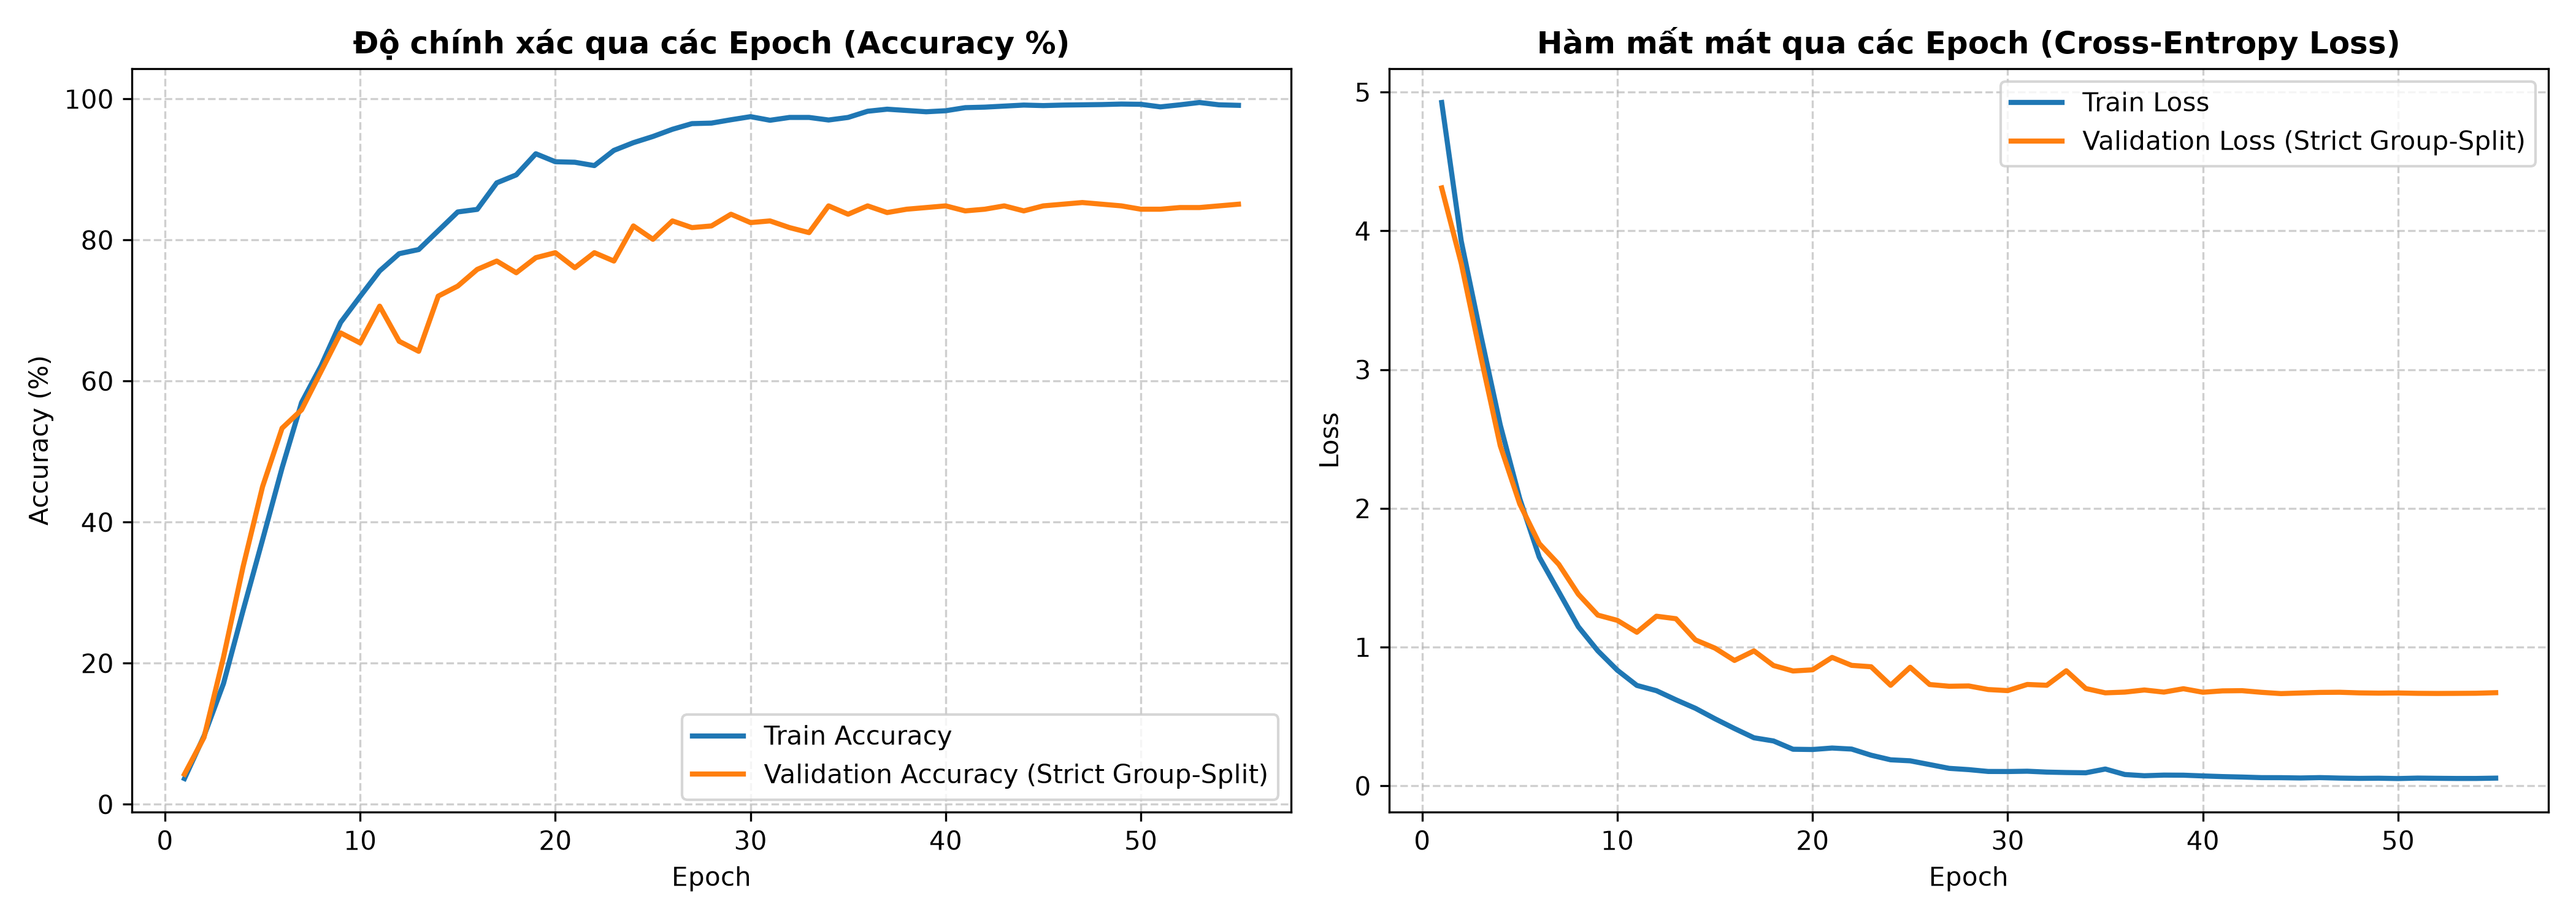 Độ chính xác qua các Epoch (Accuracy %)
100
80
60
40
20
0
Accuracy (%)
Train Accuracy
Validation Accuracy (Strict Group-Split)
0 10 20 30 40 50
Epoch
Hàm mất mát qua các Epoch (Cross-Entropy Loss)
5
4
3
2
1
0
Loss
Train Loss
Validation Loss (Strict Group-Split)
0 10 20 30 40 50
Epoch